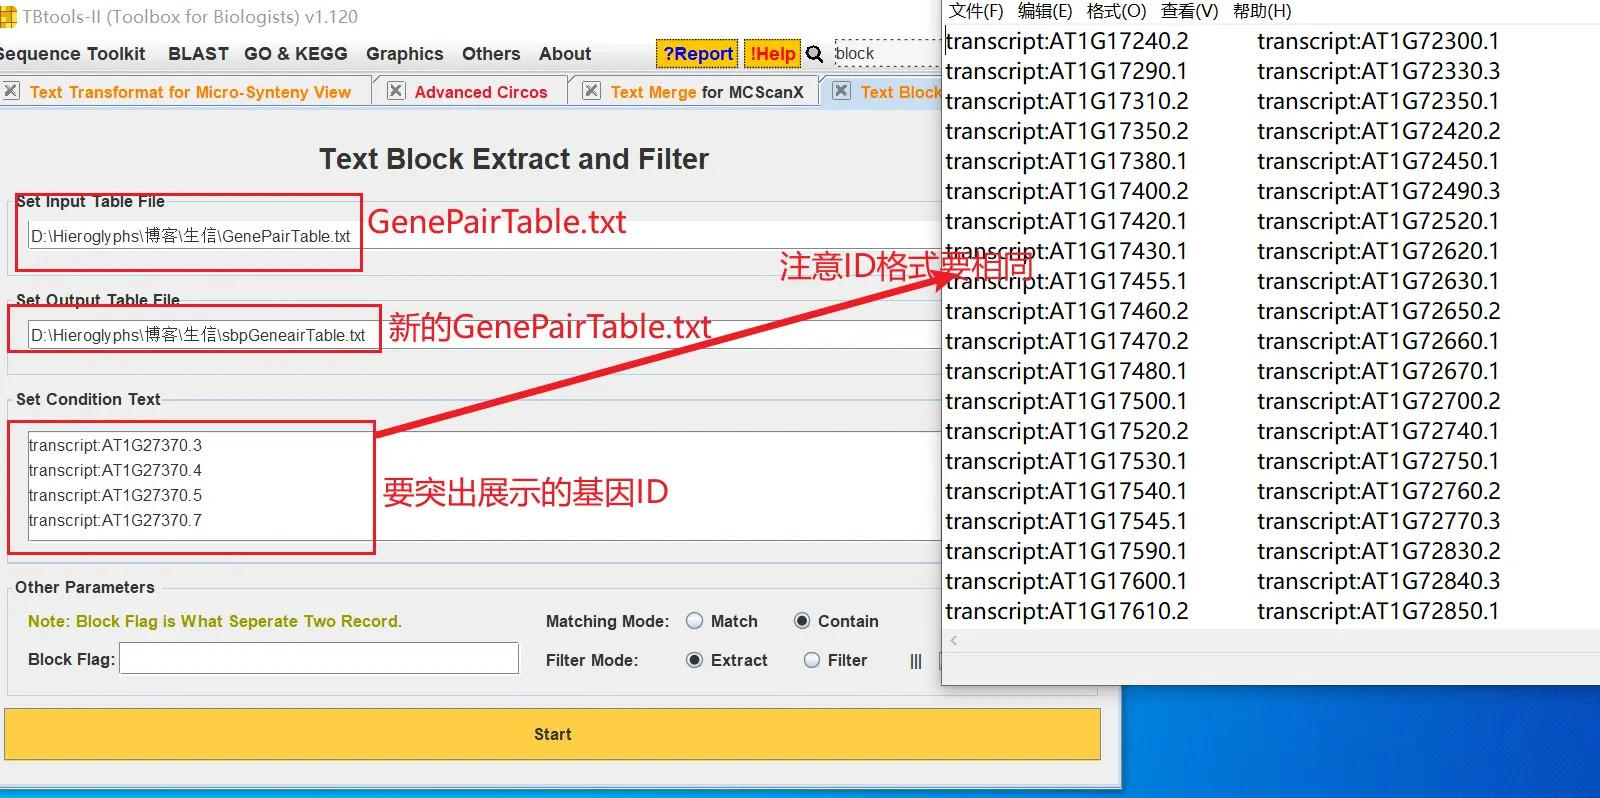 TBtools-II (Toolbox for Biologists) v1.120
Sequence Toolkit BLAST GO & KEGG Graphics Others About ?Report !Help block
Text Transformat for Micro-Synteny View Advanced Circos Text Merge for MCScanX Text Block
Text Block Extract and Filter
Set Input Table File
D:\Hieroglyphs\博客\生信\GenePairTable.txt
GenePairTable.txt
注意ID格式要相同
Set Output Table File
D:\Hieroglyphs\博客\生信\sbpGeneairTable.txt
新的GenePairTable.txt
Set Condition Text
transcript:AT1G27370.3
transcript:AT1G27370.4
transcript:AT1G27370.5
transcript:AT1G27370.7
要突出展示的基因ID
Other Parameters
Note: Block Flag is What Seperate Two Record.
Matching Mode: Match Contain
Block Flag:
Filter Mode: Extract Filter |||
Start
文件(F) 编辑(E) 格式(O) 查看(V) 帮助(H)
transcript:AT1G17240.2 transcript:AT1G72300.1
transcript:AT1G17290.1 transcript:AT1G72330.3
transcript:AT1G17310.2 transcript:AT1G72350.1
transcript:AT1G17350.2 transcript:AT1G72420.2
transcript:AT1G17380.1 transcript:AT1G72450.1
transcript:AT1G17400.2 transcript:AT1G72490.3
transcript:AT1G17420.1 transcript:AT1G72520.1
transcript:AT1G17430.1 transcript:AT1G72620.1
transcript:AT1G17455.1 transcript:AT1G72630.1
transcript:AT1G17460.2 transcript:AT1G72650.2
transcript:AT1G17470.2 transcript:AT1G72660.1
transcript:AT1G17480.1 transcript:AT1G72670.1
transcript:AT1G17500.1 transcript:AT1G72700.2
transcript:AT1G17520.2 transcript:AT1G72740.1
transcript:AT1G17530.1 transcript:AT1G72750.1
transcript:AT1G17540.1 transcript:AT1G72760.2
transcript:AT1G17545.1 transcript:AT1G72770.3
transcript:AT1G17590.1 transcript:AT1G72830.2
transcript:AT1G17600.1 transcript:AT1G72840.3
transcript:AT1G17610.2 transcript:AT1G72850.1